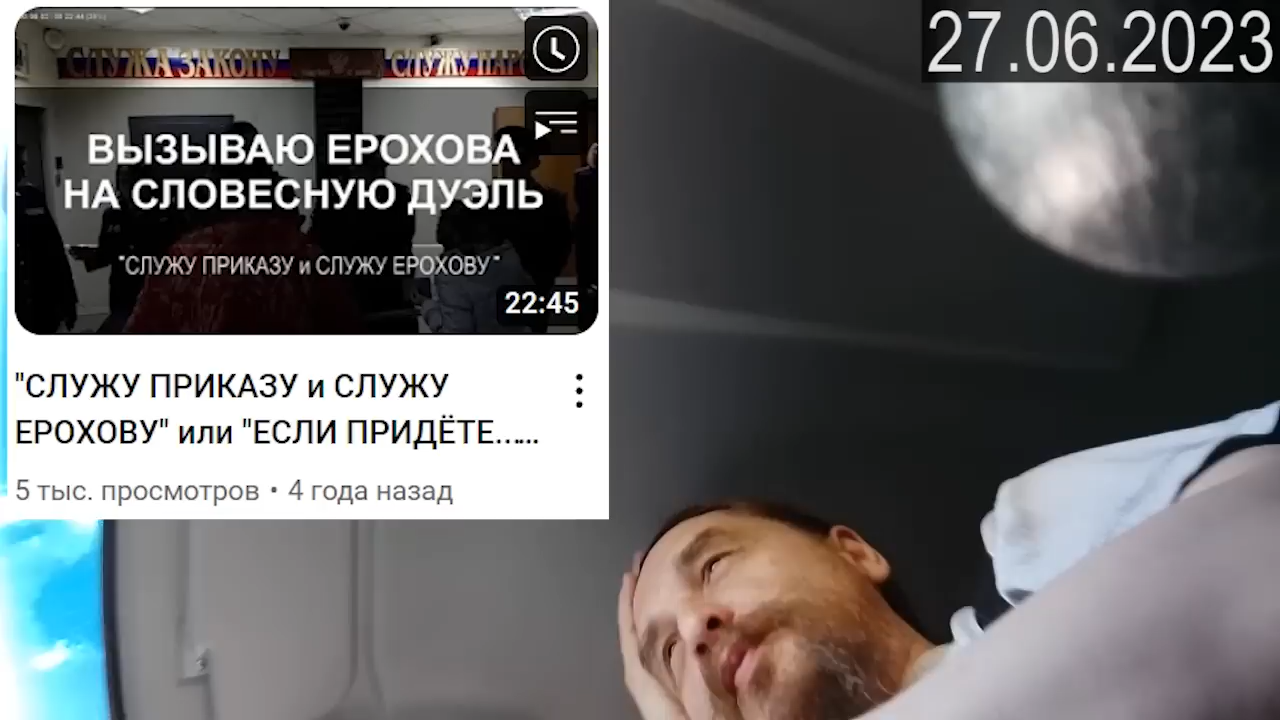 СЛУЖА ЗАКОНУ СЛУЖУ НАРО
ВЫЗЫВАЮ ЕРОХОВА
НА СЛОВЕСНУЮ ДУЭЛЬ
"СЛУЖУ ПРИКАЗУ и СЛУЖУ ЕРОХОВУ"
22:45
"СЛУЖУ ПРИКАЗУ и СЛУЖУ
ЕРОХОВУ" или "ЕСЛИ ПРИДЁТЕ......
5 тыс. просмотров • 4 года назад
27.06.2023